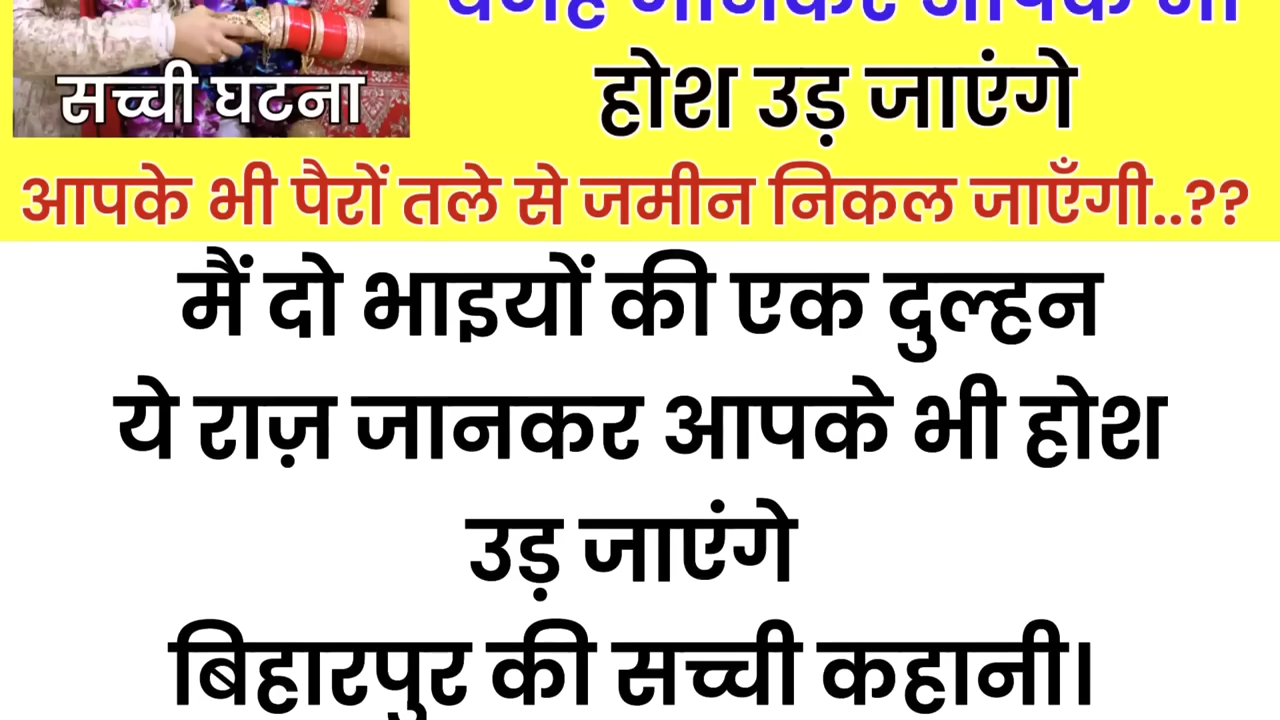 सच्ची घटना
होश उड़ जाएंगे
आपके भी पैरों तले से जमीन निकल जाएँगी..??
मैं दो भाइयों की एक दुल्हन
ये राज़ जानकर आपके भी होश
उड़ जाएंगे
बिहारपुर की सच्ची कहानी।